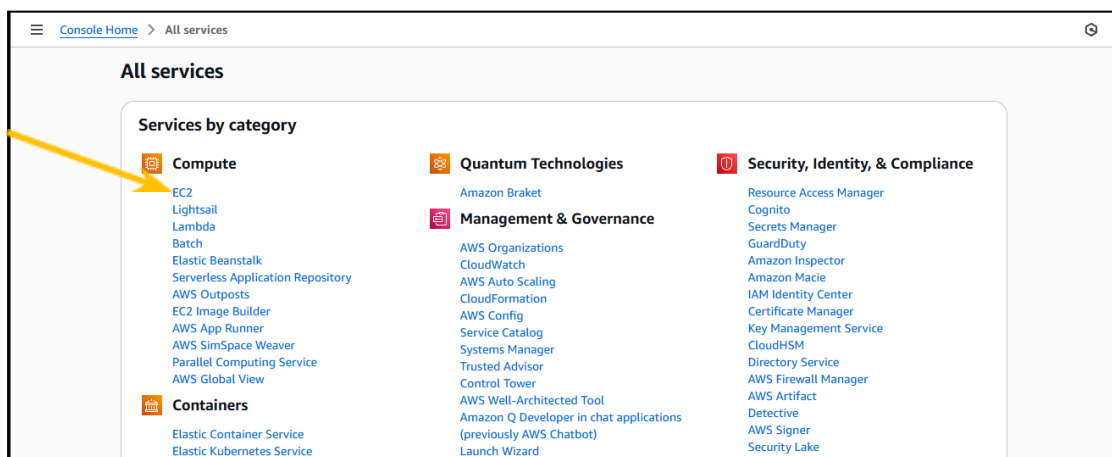 Console Home > All services
All services
Services by category
Compute
EC2
Lightsail
Lambda
Batch
Elastic Beanstalk
Serverless Application Repository
AWS Outposts
EC2 Image Builder
AWS App Runner
AWS SimSpace Weaver
Parallel Computing Service
AWS Global View
Containers
Elastic Container Service
Elastic Kubernetes Service
Quantum Technologies
Amazon Braket
Management & Governance
AWS Organizations
CloudWatch
AWS Auto Scaling
CloudFormation
AWS Config
Service Catalog
Systems Manager
Trusted Advisor
Control Tower
AWS Well-Architected Tool
Amazon Q Developer in chat applications
(previously AWS Chatbot)
Launch Wizard
Security, Identity, & Compliance
Resource Access Manager
Cognito
Secrets Manager
GuardDuty
Amazon Inspector
Amazon Macie
IAM Identity Center
Certificate Manager
Key Management Service
CloudHSM
Directory Service
AWS Firewall Manager
AWS Artifact
Detective
AWS Signer
Security Lake